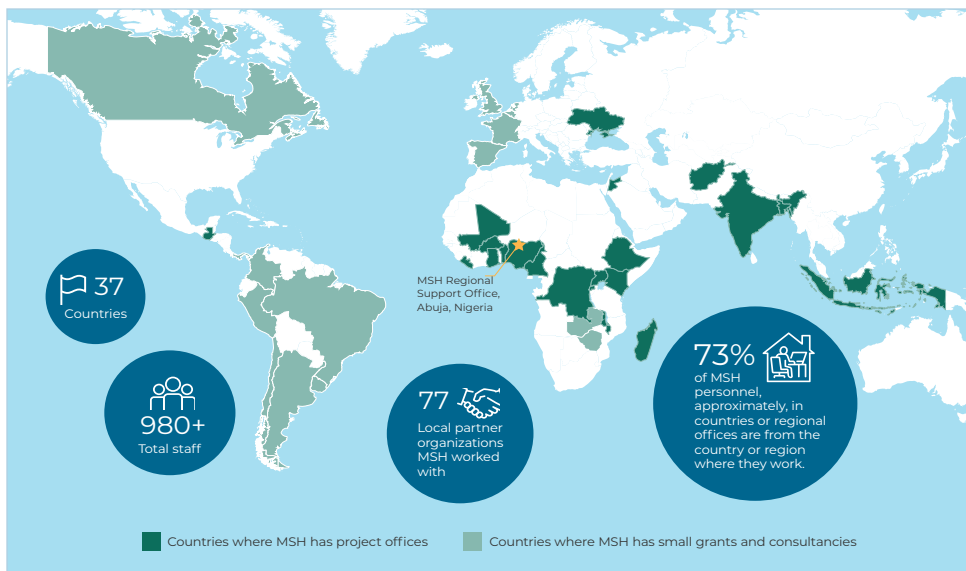 MSH Regional
Support Office,
Abuja, Nigeria
37
Countries
980+
Total staff
77
Local partner
organizations
MSH worked
with
73%
of MSH
personnel,
approximately, in
countries or regional
offices are from the
country or region
where they work.
Countries where MSH has project offices
Countries where MSH has small grants and consultancies